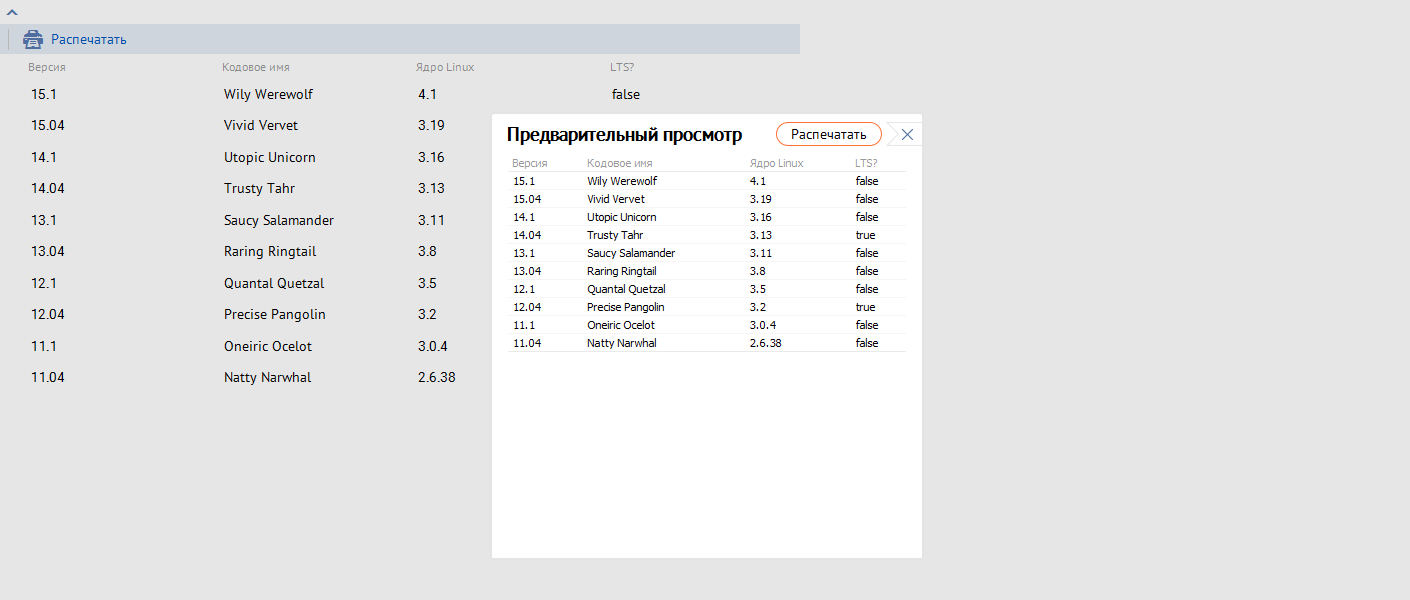 Распечатать
Версия Кодовое имя Ядро Linux LTS?
15.1 Wily Werewolf 4.1 false
15.04 Vivid Vervet 3.19
14.1 Utopic Unicorn 3.16
14.04 Trusty Tahr 3.13
13.1 Saucy Salamander 3.11
13.04 Raring Ringtail 3.8
12.1 Quantal Quetzal 3.5
12.04 Precise Pangolin 3.2
11.1 Oneiric Ocelot 3.0.4
11.04 Natty Narwhal 2.6.38
Предварительный просмотр Распечатать
Версия Кодовое имя Ядро Linux LTS?
15.1 Wily Werewolf 4.1 false
15.04 Vivid Vervet 3.19 false
14.1 Utopic Unicorn 3.16 false
14.04 Trusty Tahr 3.13 true
13.1 Saucy Salamander 3.11 false
13.04 Raring Ringtail 3.8 false
12.1 Quantal Quetzal 3.5 false
12.04 Precise Pangolin 3.2 true
11.1 Oneiric Ocelot 3.0.4 false
11.04 Natty Narwhal 2.6.38 false